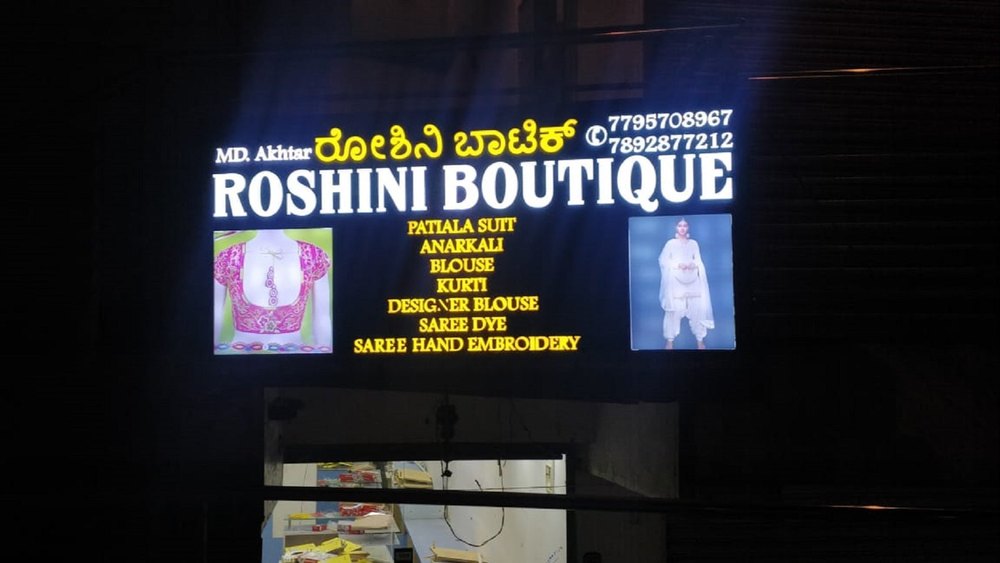 MD. Akhtar ರೋಶಿನಿ ಬಾಟಿಕ್ 7795708967
7892877212
ROSHINI BOUTIQUE
PATIALA SUIT
ANARKALI
BLOUSE
KURTI
DESIGNER BLOUSE
SAREE DYE
SAREE HAND EMBROIDERY